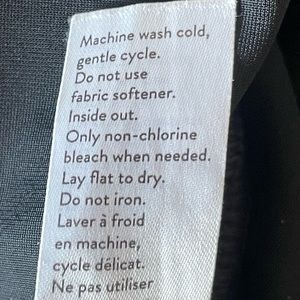 Machine wash cold,
gentle cycle.
Do not use
fabric softener.
Inside out.
Only non-chlorine
bleach when needed.
Lay flat to dry.
Do not iron.
Laver à froid
en machine,
cycle délicat.
Ne pas utiliser